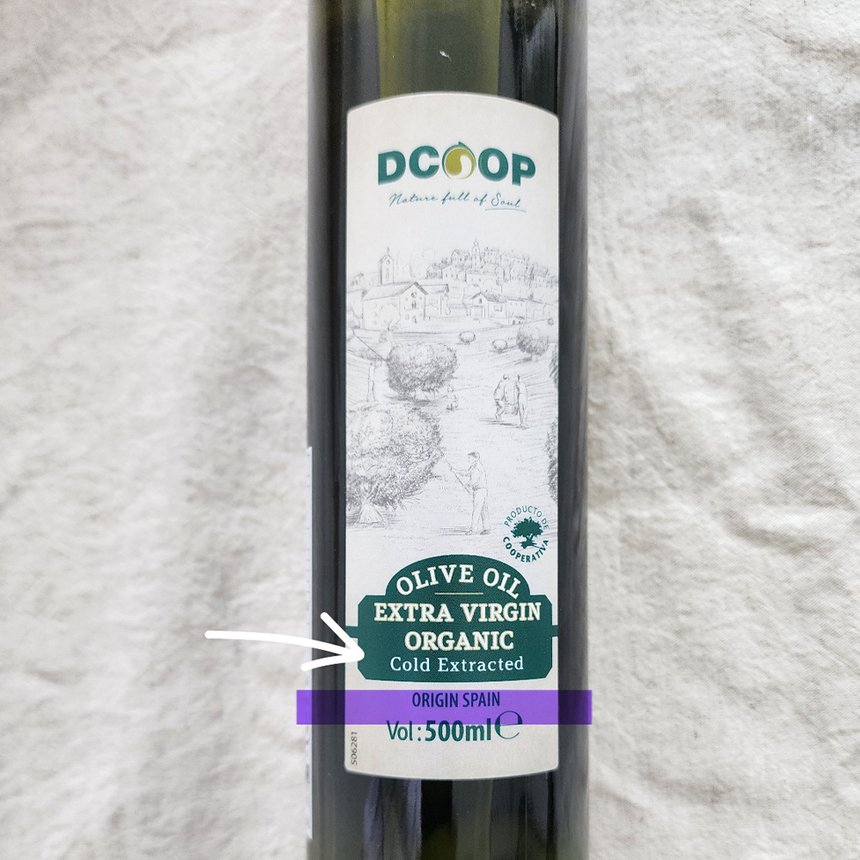 DCOOP
Nature full of Soul
PRODUCTO DE
COOPERATIVA
OLIVE OIL
EXTRA VIRGIN
ORGANIC
Cold Extracted
ORIGIN SPAIN
Vol: 500ml ℮
506281